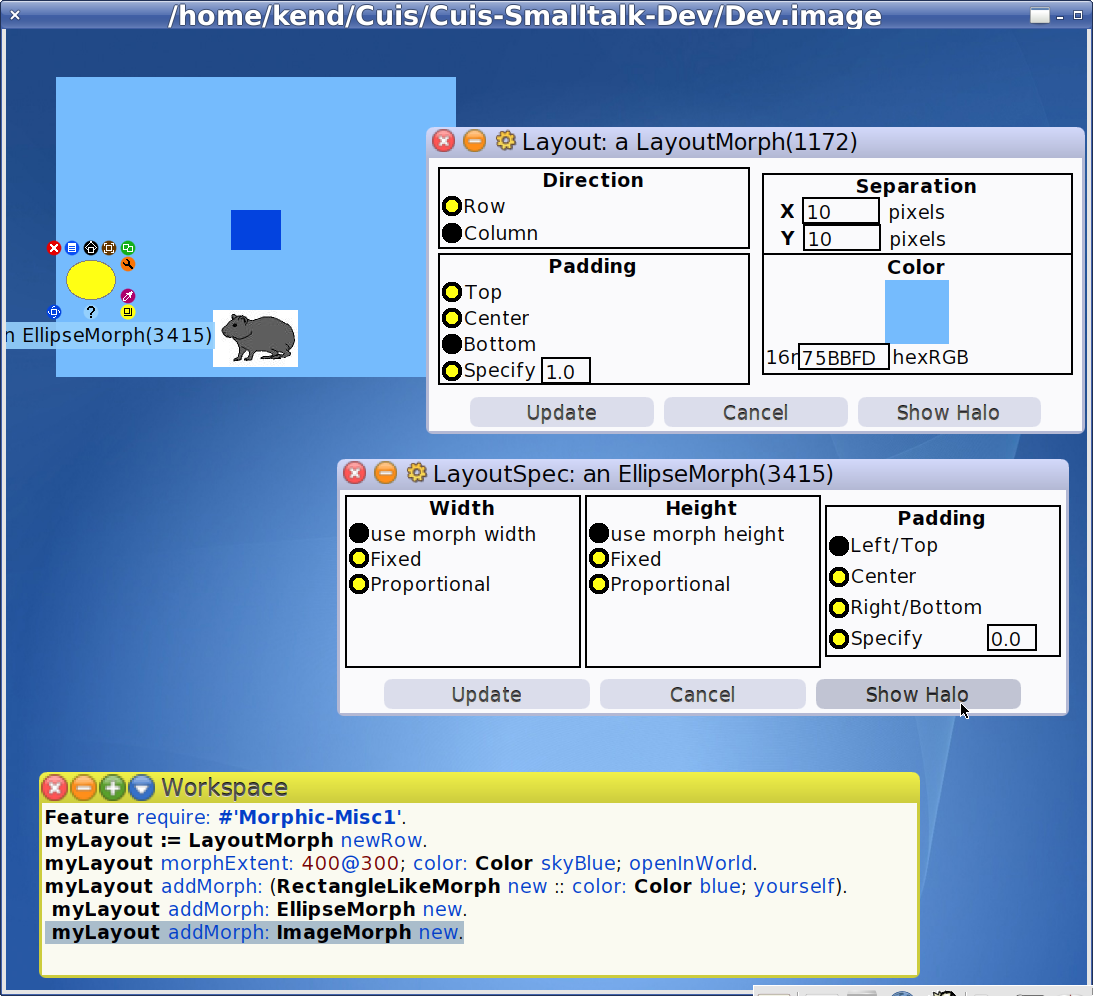 /home/kend/Cuis/Cuis-Smalltalk-Dev/Dev.image
Layout: a LayoutMorph(1172)
Direction
Row
Column
Padding
Top
Center
Bottom
Specify 1.0
Separation
X 10 pixels
Y 10 pixels
Color
16r 75BBFD hexRGB
Update Cancel Show Halo
?
n EllipseMorph(3415)
LayoutSpec: an EllipseMorph(3415)
Width
use morph width
Fixed
Proportional
Height
use morph height
Fixed
Proportional
Padding
Left/Top
Center
Right/Bottom
Specify 0.0
Update Cancel Show Halo
Workspace
Feature require: #'Morphic-Misc1'.
myLayout := LayoutMorph newRow.
myLayout morphExtent: 400@300; color: Color skyBlue; openInWorld.
myLayout addMorph: (RectangleLikeMorph new :: color: Color blue; yourself).
myLayout addMorph: EllipseMorph new.
myLayout addMorph: ImageMorph new.